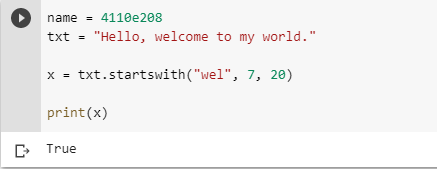 name = 4110e208
txt = "Hello, welcome to my world."
x = txt.startswith("wel", 7, 20)
print(x)
True